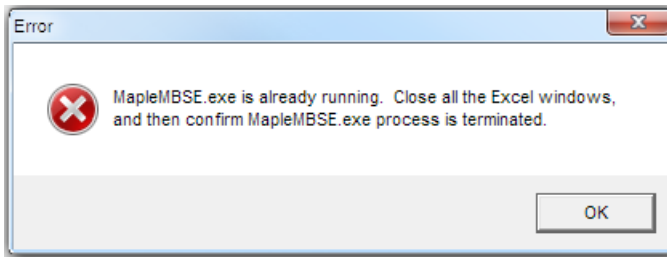 Error
MapleMBSE.exe is already running.  Close all the Excel windows,
and then confirm MapleMBSE.exe process is terminated.
OK